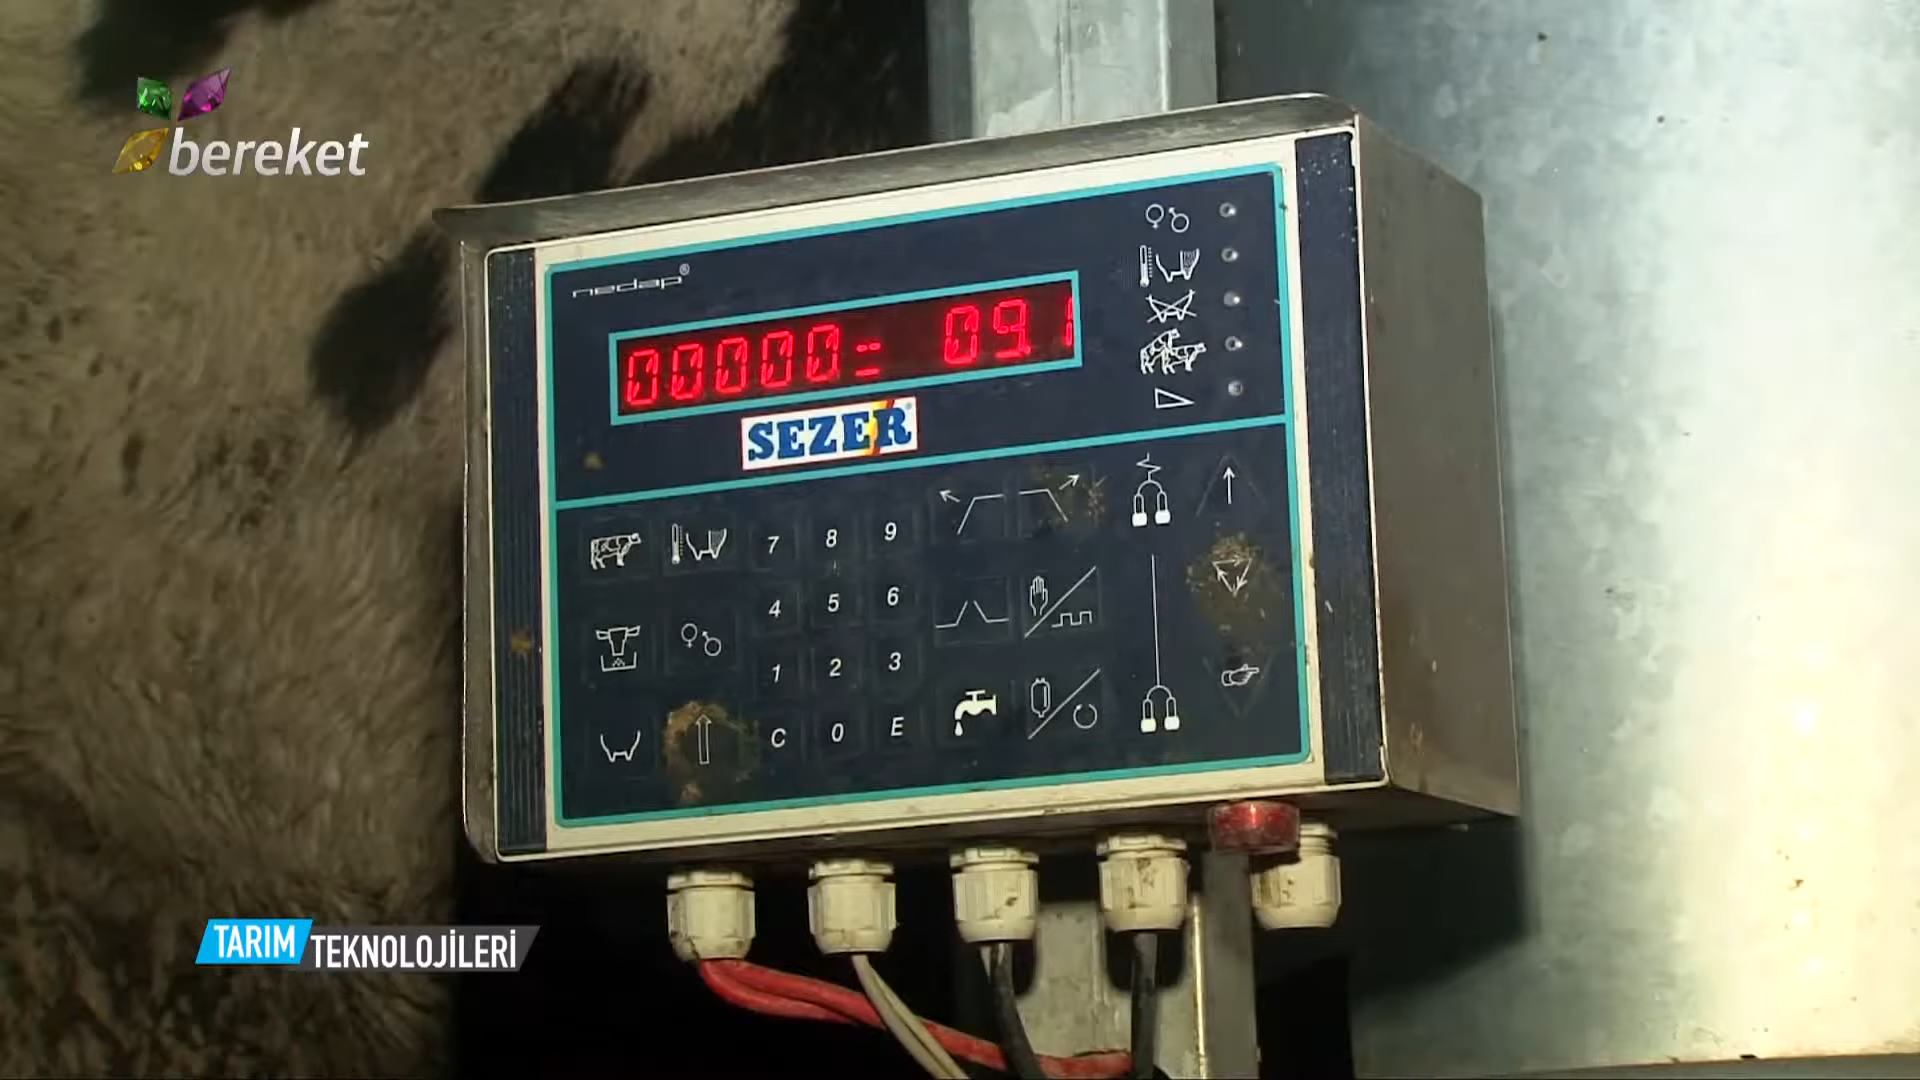 bereket
nedap®
00000= 09.1
SEZER®
7 8 9
4 5 6
1 2 3
C 0 E
TARIM TEKNOLOJİLERİ